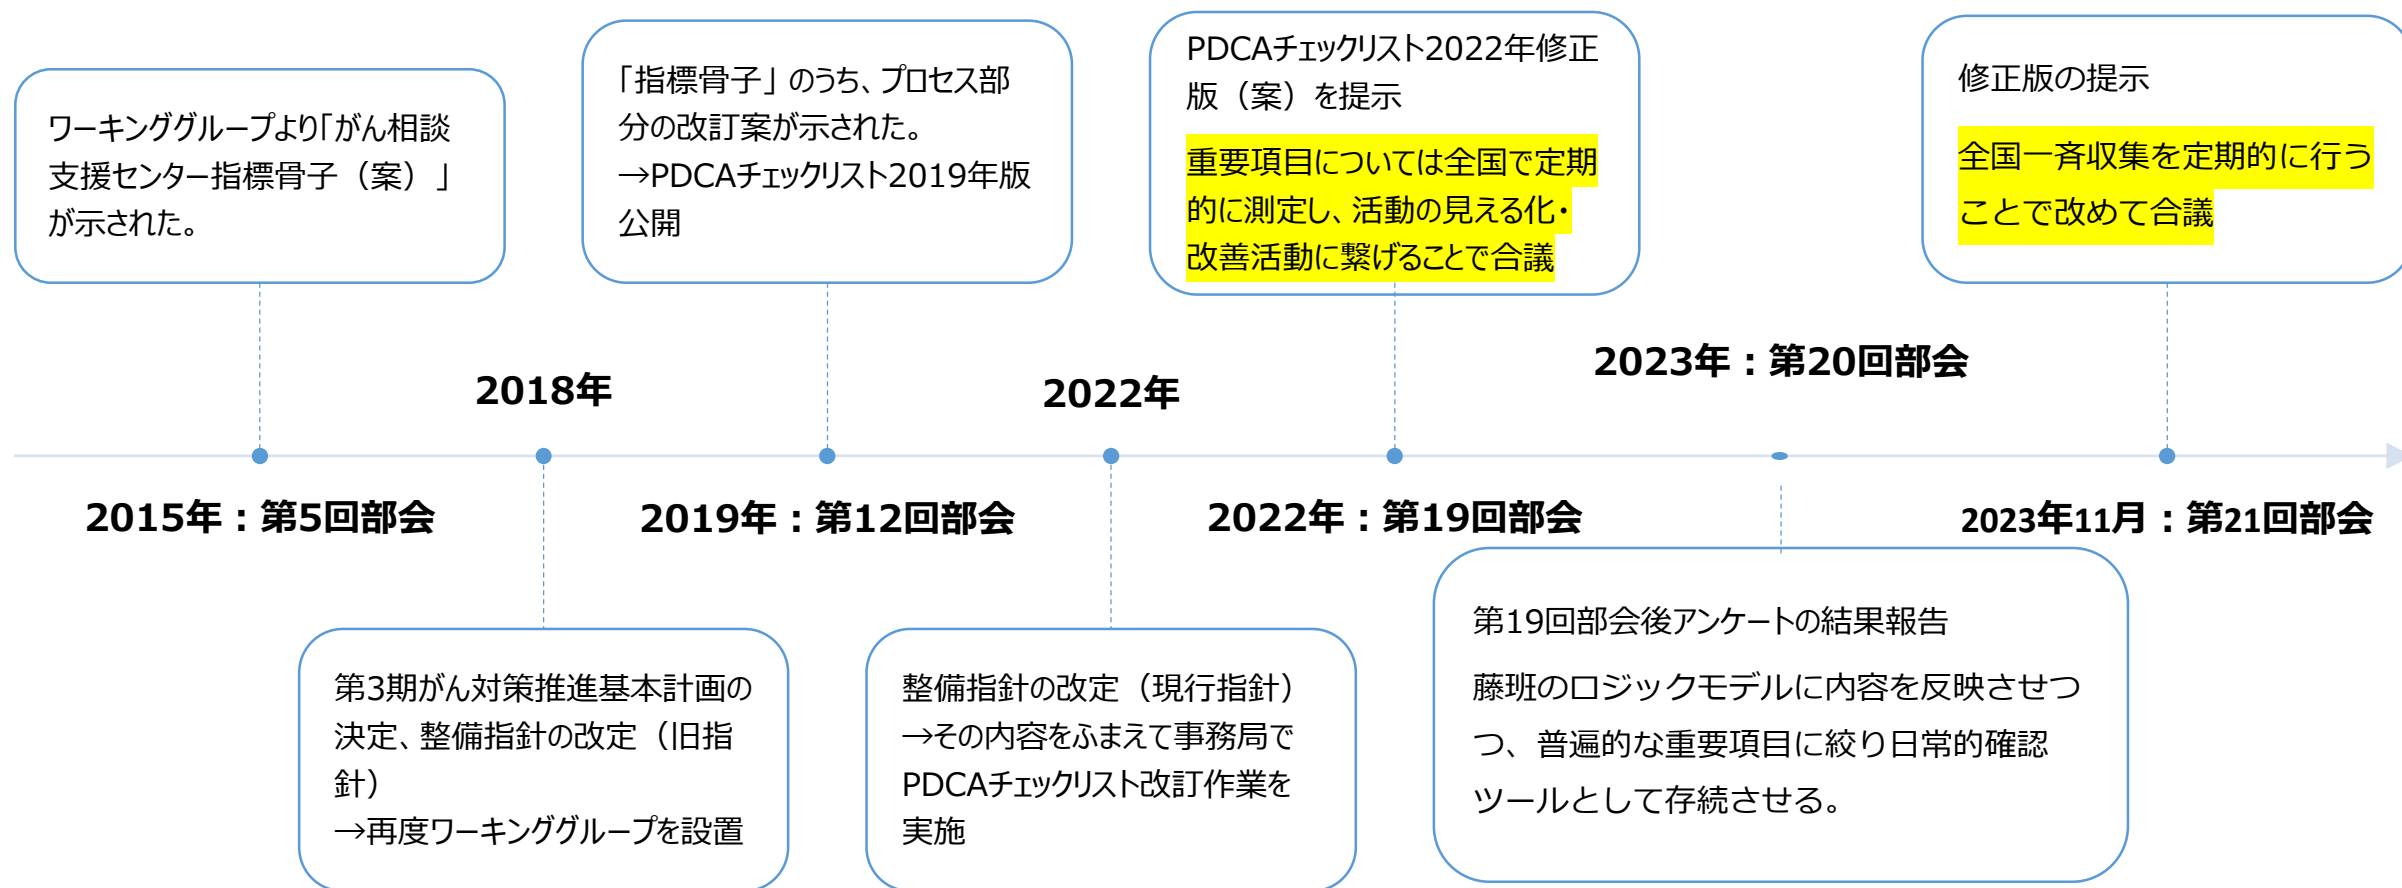 ワーキンググループより「がん相談
支援センター指標骨子（案）」
が示された。
「指標骨子」のうち、プロセス部
分の改訂案が示された。
→PDCAチェックリスト2019年版
公開
PDCAチェックリスト2022年修正
版（案）を提示
重要項目については全国で定期
的に測定し、活動の見える化・
改善活動に繋げることで合議
修正版の提示
全国一斉収集を定期的に行う
ことで改めて合議
2018年
2022年
2023年：第20回部会
2015年：第5回部会
2019年：第12回部会
2022年：第19回部会
2023年11月：第21回部会
第3期がん対策推進基本計画の
決定、整備指針の改定（旧指
針）
→再度ワーキンググループを設置
整備指針の改定（現行指針）
→その内容をふまえて事務局で
PDCAチェックリスト改訂作業を
実施
第19回部会後アンケートの結果報告
藤班のロジックモデルに内容を反映させつ
つ、普遍的な重要項目に絞り日常的確認
ツールとして存続させる。